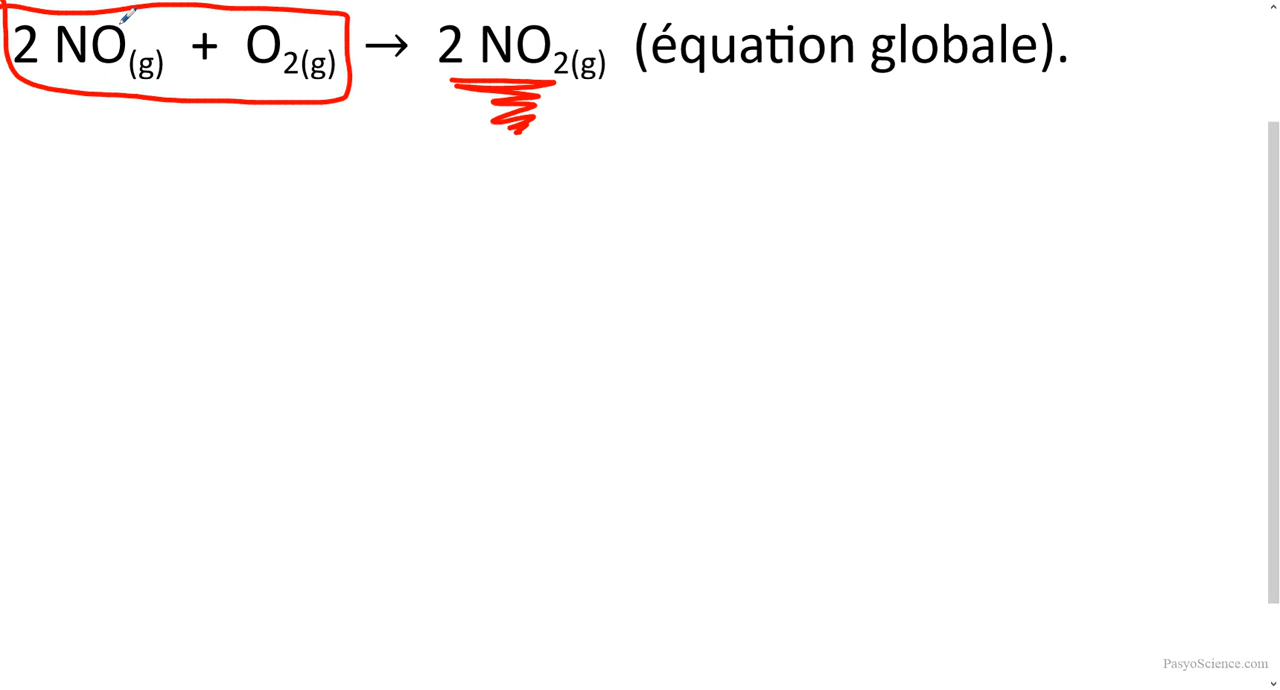 2 NO(g) + O2(g) → 2 NO2(g) (équation globale).
PasyoScience.com